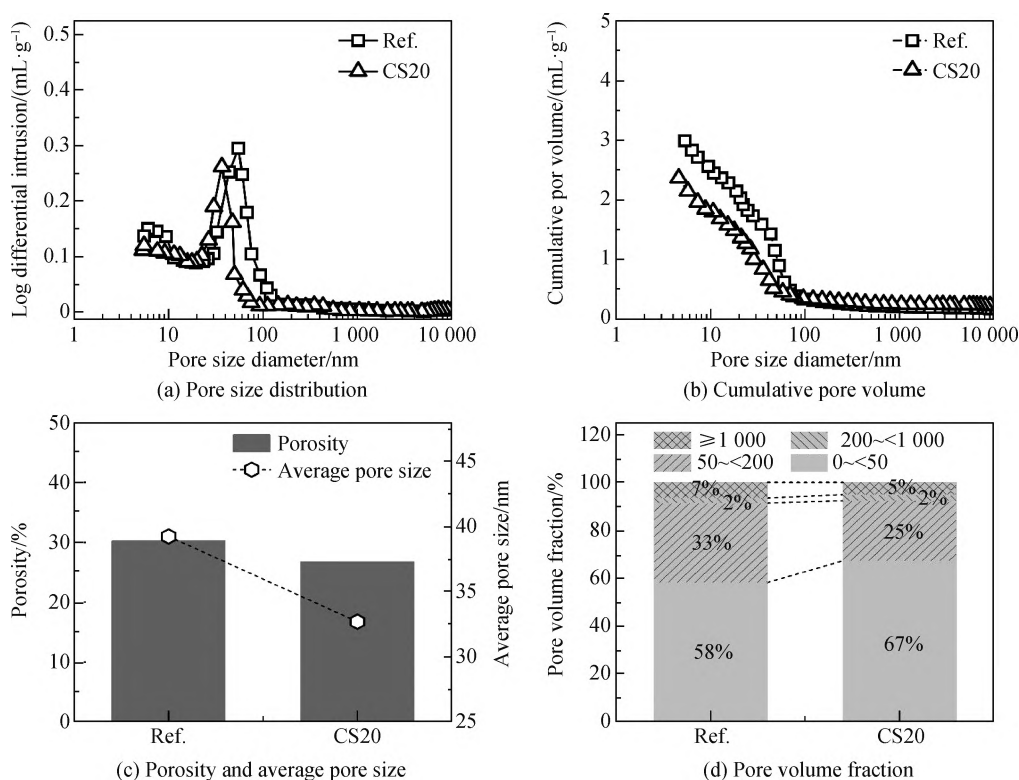 Log differential intrusion/(mL·g⁻¹)
0.5
0.4
0.3
0.2
0.1
0
Ref.
CS20
1 10 100 1 000 10 000
Pore size diameter/nm
(a) Pore size distribution
Cumulative por volume/(mL·g⁻¹)
5
4
3
2
1
0
Ref.
CS20
1 10 100 1 000 10 000
Pore size diameter/nm
(b) Cumulative pore volume
Porosity/%
50
40
30
20
10
0
Porosity
Average pore size
Average pore size/nm
45
40
35
30
25
Ref. CS20
(c) Porosity and average pore size
Pore volume fraction/%
120
100
80
60
40
20
0
≥1 000 200~<1 000
50~<200 0~<50
7% 5%
2% 2%
33% 25%
58% 67%
Ref. CS20
(d) Pore volume fraction